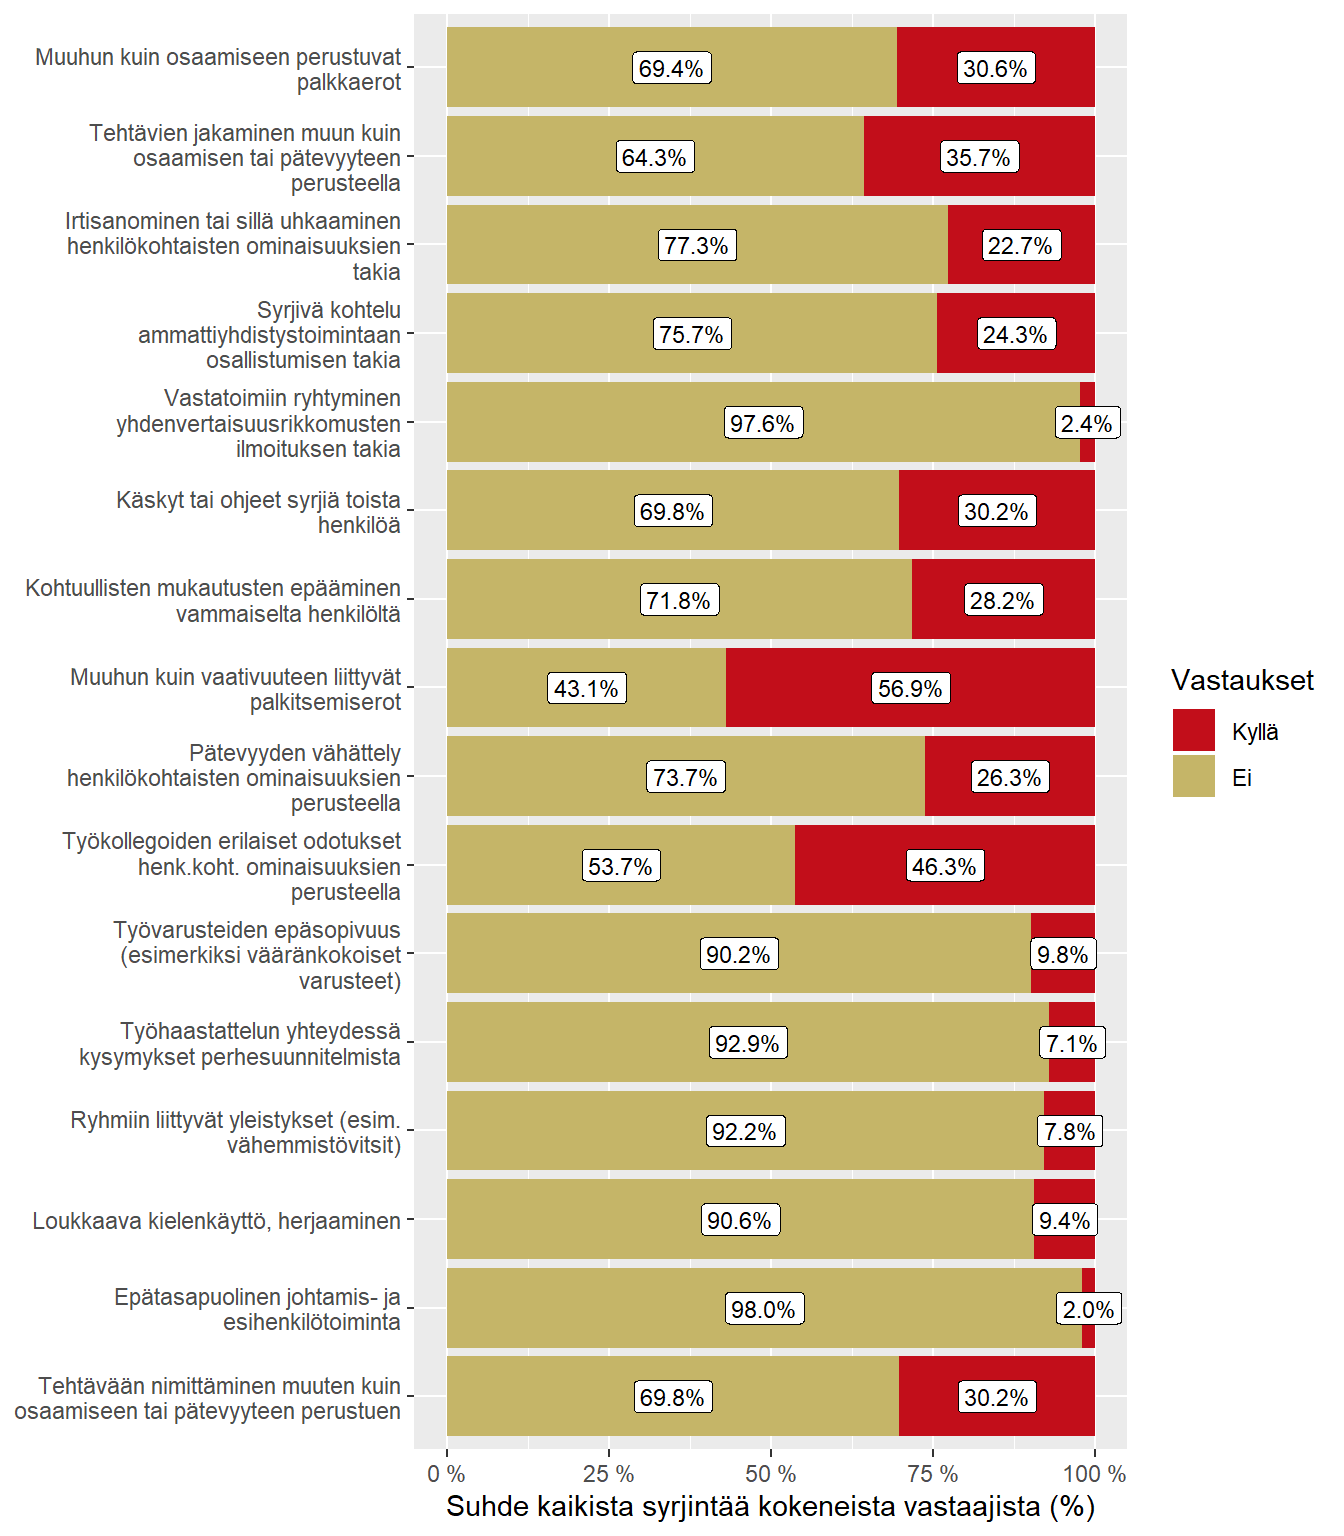 Muuhun kuin osaamiseen perustuvat
palkkaerot
69.4%
30.6%
Tehtävien jakaminen muun kuin
osaamisen tai pätevyyteen
perusteella
64.3%
35.7%
Irtisanominen tai sillä uhkaaminen
henkilökohtaisten ominaisuuksien
takia
77.3%
22.7%
Syrjivä kohtelu
ammattiyhdistystoimintaan
osallistumisen takia
75.7%
24.3%
Vastatoimiin ryhtyminen
yhdenvertaisuusrikkomusten
ilmoituksen takia
97.6%
2.4%
Käskyt tai ohjeet syrjiä toista
henkilöä
69.8%
30.2%
Kohtuullisten mukautusten epääminen
vammaiselta henkilöltä
71.8%
28.2%
Muuhun kuin vaativuuteen liittyvät
palkitsemiserot
43.1%
56.9%
Pätevyyden vähättely
henkilökohtaisten ominaisuuksien
perusteella
73.7%
26.3%
Työkollegoiden erilaiset odotukset
henk.koht. ominaisuuksien
perusteella
53.7%
46.3%
Työvarusteiden epäsopivuus
(esimerkiksi vääränkokoiset
varusteet)
90.2%
9.8%
Työhaastattelun yhteydessä
kysymykset perhesuunnitelmista
92.9%
7.1%
Ryhmiin liittyvät yleistykset (esim.
vähemmistövitsit)
92.2%
7.8%
Loukkaava kielenkäyttö, herjaaminen
90.6%
9.4%
Epätasapuolinen johtamis- ja
esihenkilötoiminta
98.0%
2.0%
Tehtävään nimittäminen muuten kuin
osaamiseen tai pätevyyteen perustuen
69.8%
30.2%
0 %
25 %
50 %
75 %
100 %
Suhde kaikista syrjintää kokeneista vastaajista (%)
Vastaukset
Kyllä
Ei